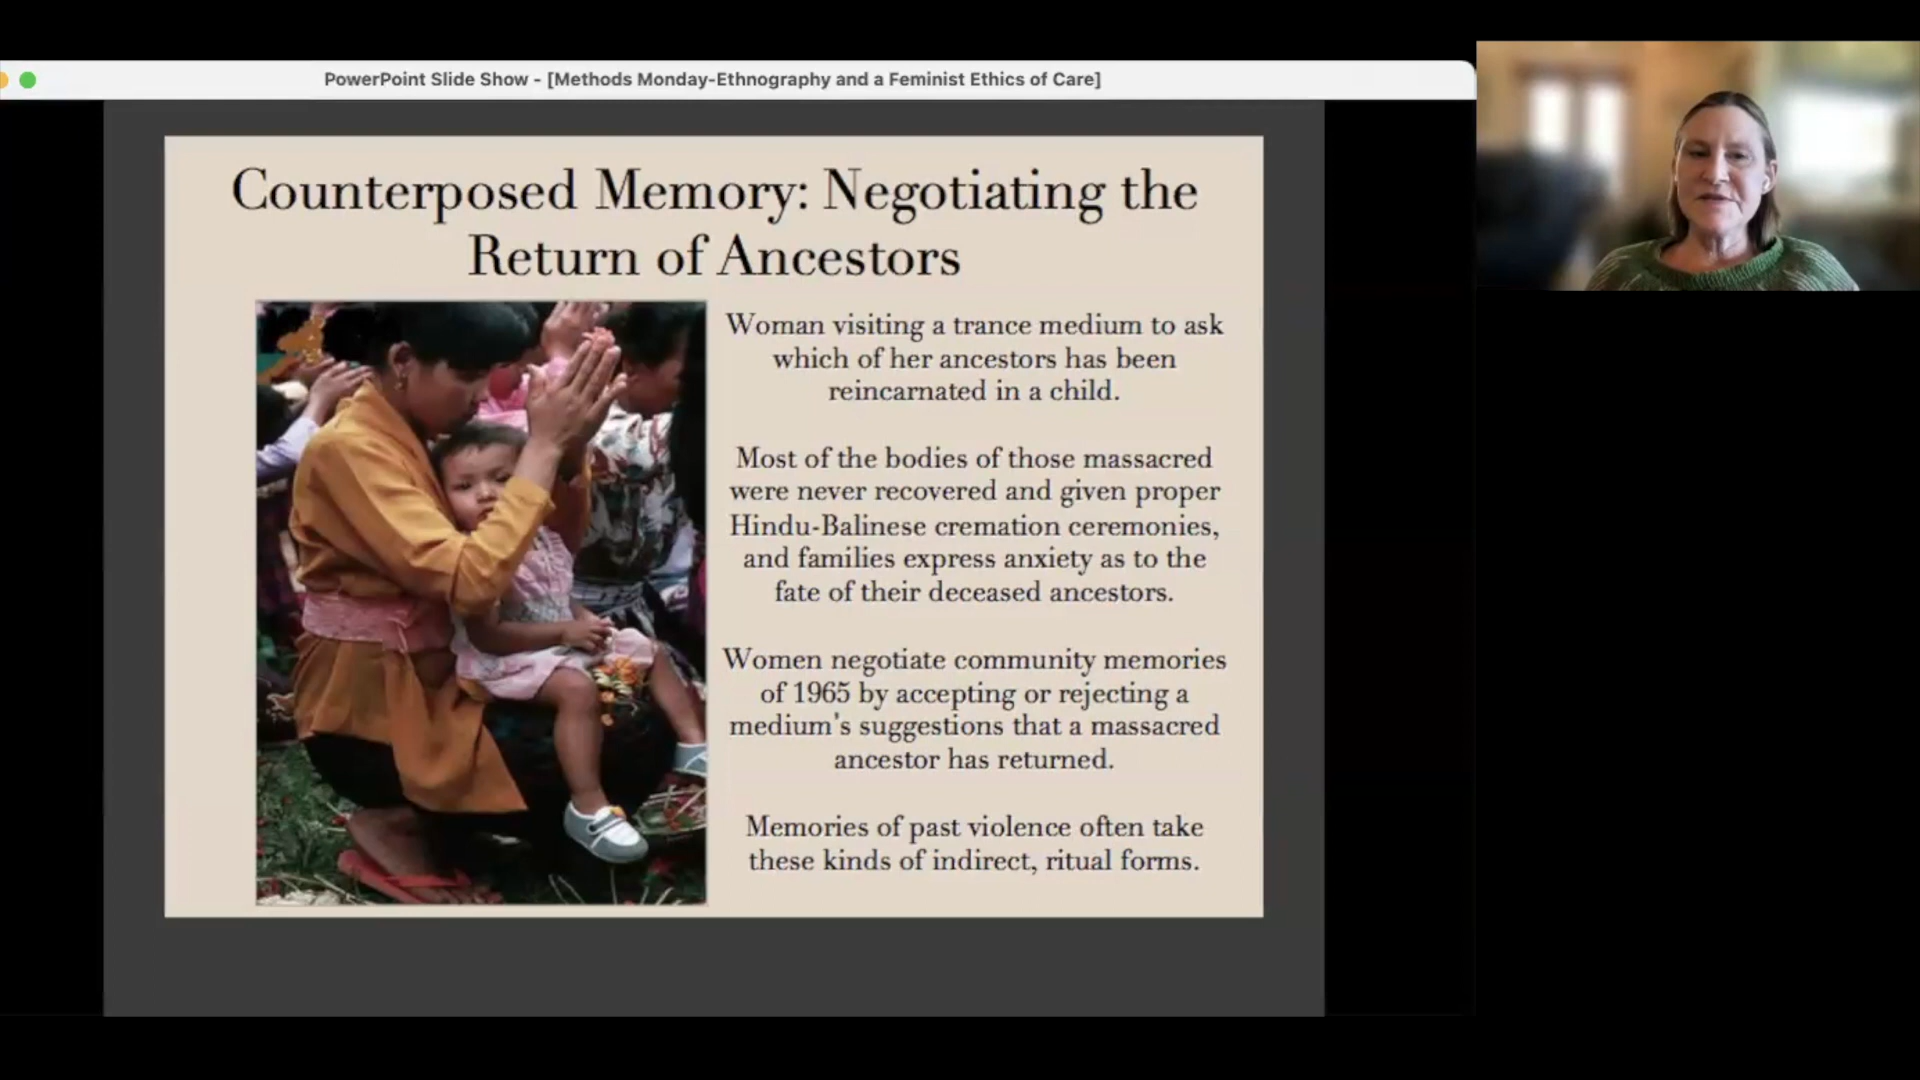 PowerPoint Slide Show - [Methods Monday-Ethnography and a Feminist Ethics of Care]
Counterposed Memory: Negotiating the
Return of Ancestors
Woman visiting a trance medium to ask
which of her ancestors has been
reincarnated in a child.
Most of the bodies of those massacred
were never recovered and given proper
Hindu-Balinese cremation ceremonies,
and families express anxiety as to the
fate of their deceased ancestors.
Women negotiate community memories
of 1965 by accepting or rejecting a
medium's suggestions that a massacred
ancestor has returned.
Memories of past violence often take
these kinds of indirect, ritual forms.